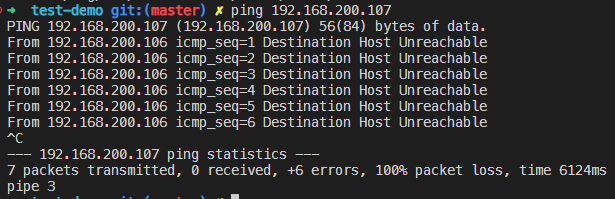 ➜ test-demo git:(master) ✗ ping 192.168.200.107
PING 192.168.200.107 (192.168.200.107) 56(84) bytes of data.
From 192.168.200.106 icmp_seq=1 Destination Host Unreachable
From 192.168.200.106 icmp_seq=2 Destination Host Unreachable
From 192.168.200.106 icmp_seq=3 Destination Host Unreachable
From 192.168.200.106 icmp_seq=4 Destination Host Unreachable
From 192.168.200.106 icmp_seq=5 Destination Host Unreachable
From 192.168.200.106 icmp_seq=6 Destination Host Unreachable
^C
--- 192.168.200.107 ping statistics ---
7 packets transmitted, 0 received, +6 errors, 100% packet loss, time 6124ms
pipe 3
test-demo git:(master) ✗